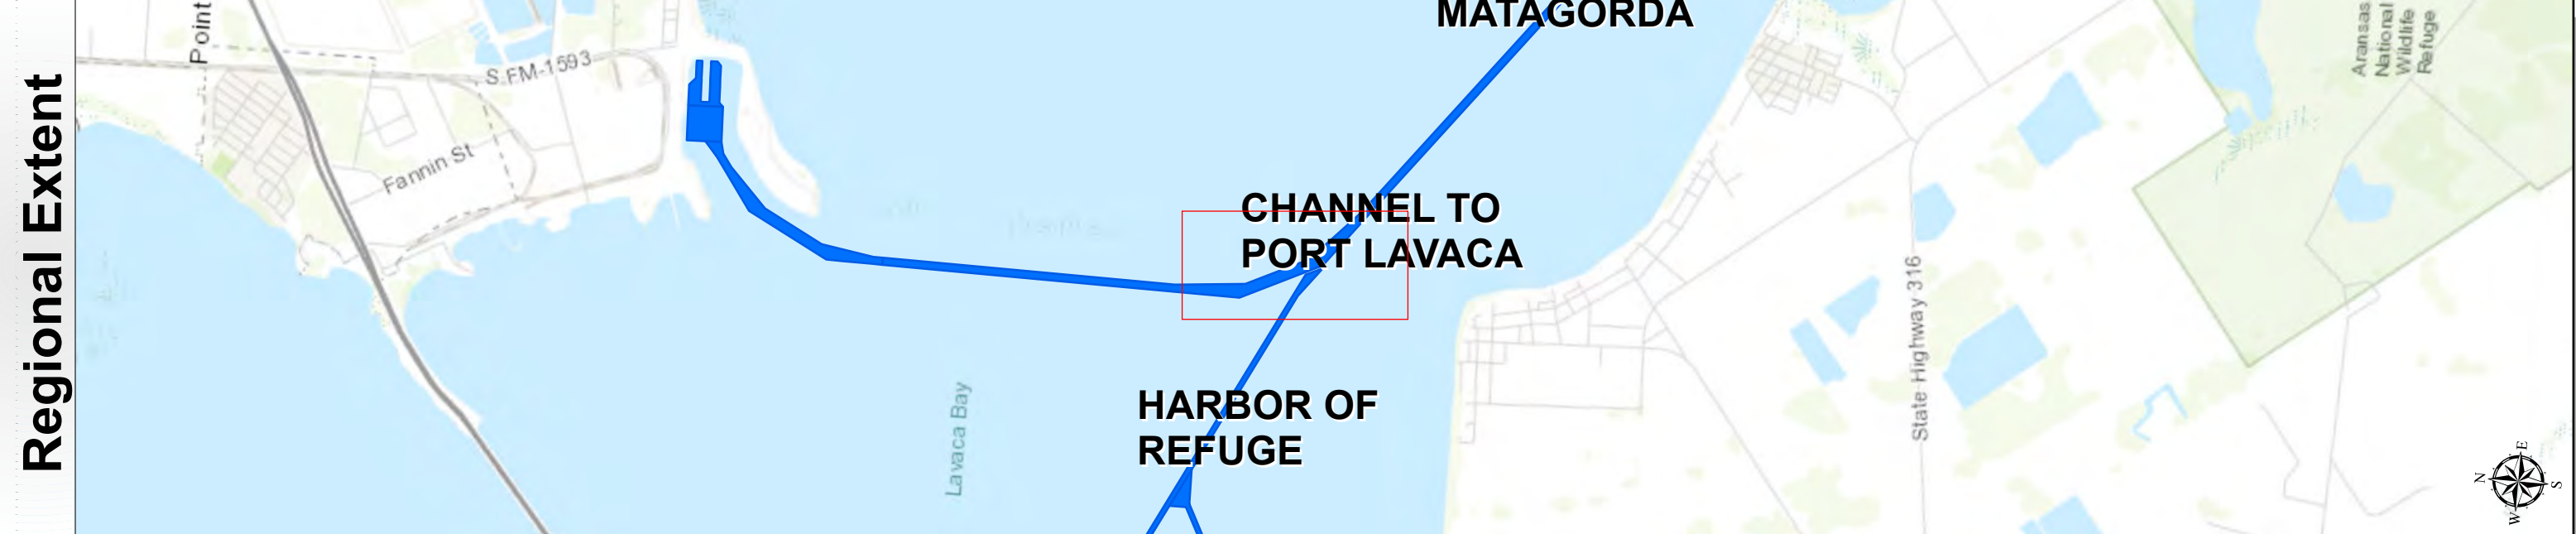 Regional Extent
Point
S FM-1593
Fannin St
MATAGORDA
CHANNEL TO
PORT LAVACA
HARBOR OF
REFUGE
Lavaca Bay
State Highway 316
Aransas
National
Wildlife
Refuge
N
E
S
W